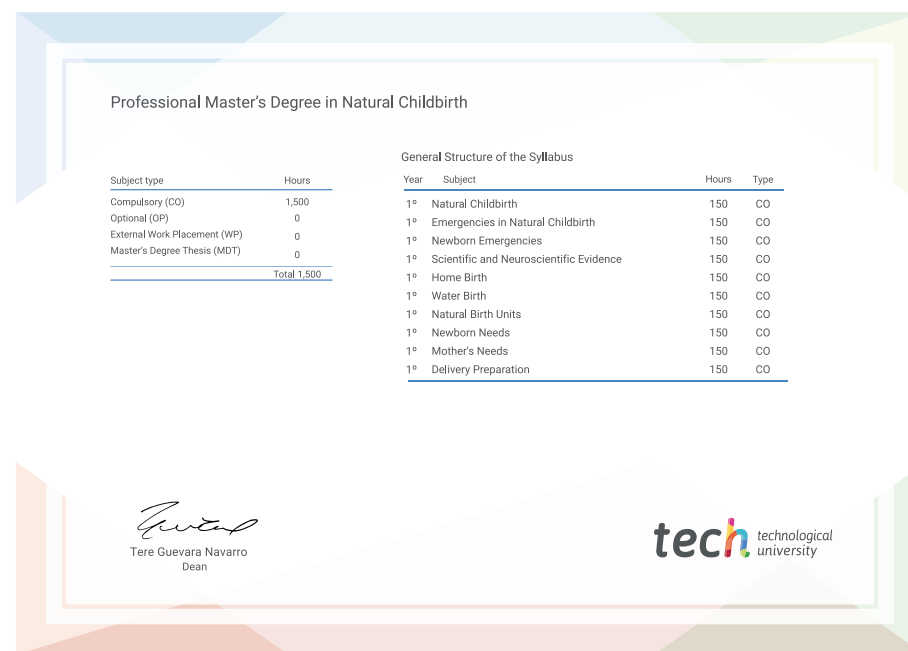 Professional Master's Degree in Natural Childbirth
General Structure of the Syllabus
Subject type Hours
Compulsory (CO) 1,500
Optional (OP) 0
External Work Placement (WP) 0
Master's Degree Thesis (MDT) 0
Total 1,500
Year Subject Hours Type
1º Natural Childbirth 150 CO
1º Emergencies in Natural Childbirth 150 CO
1º Newborn Emergencies 150 CO
1º Scientific and Neuroscientific Evidence 150 CO
1º Home Birth 150 CO
1º Water Birth 150 CO
1º Natural Birth Units 150 CO
1º Newborn Needs 150 CO
1º Mother's Needs 150 CO
1º Delivery Preparation 150 CO
Tere Guevara Navarro
Dean
tech technological
university